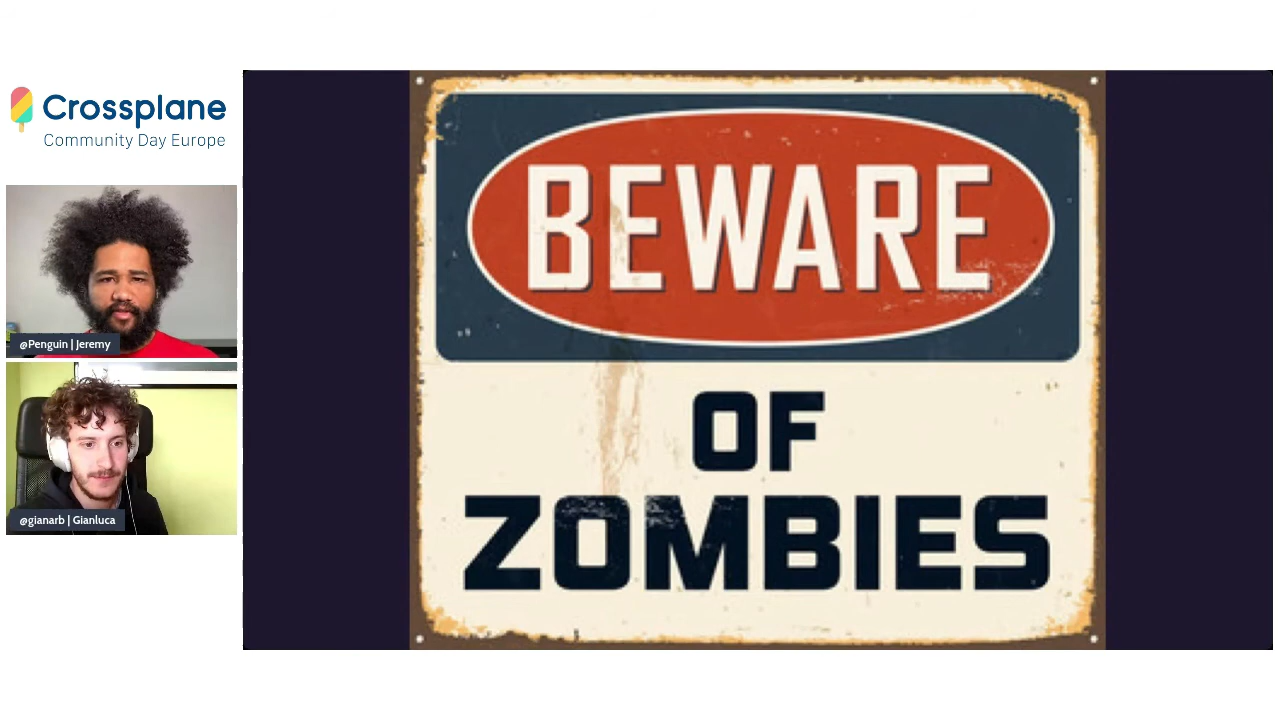 Crossplane
Community Day Europe
@Penguin | Jeremy
@gianarb | Gianluca
BEWARE
OF
ZOMBIES